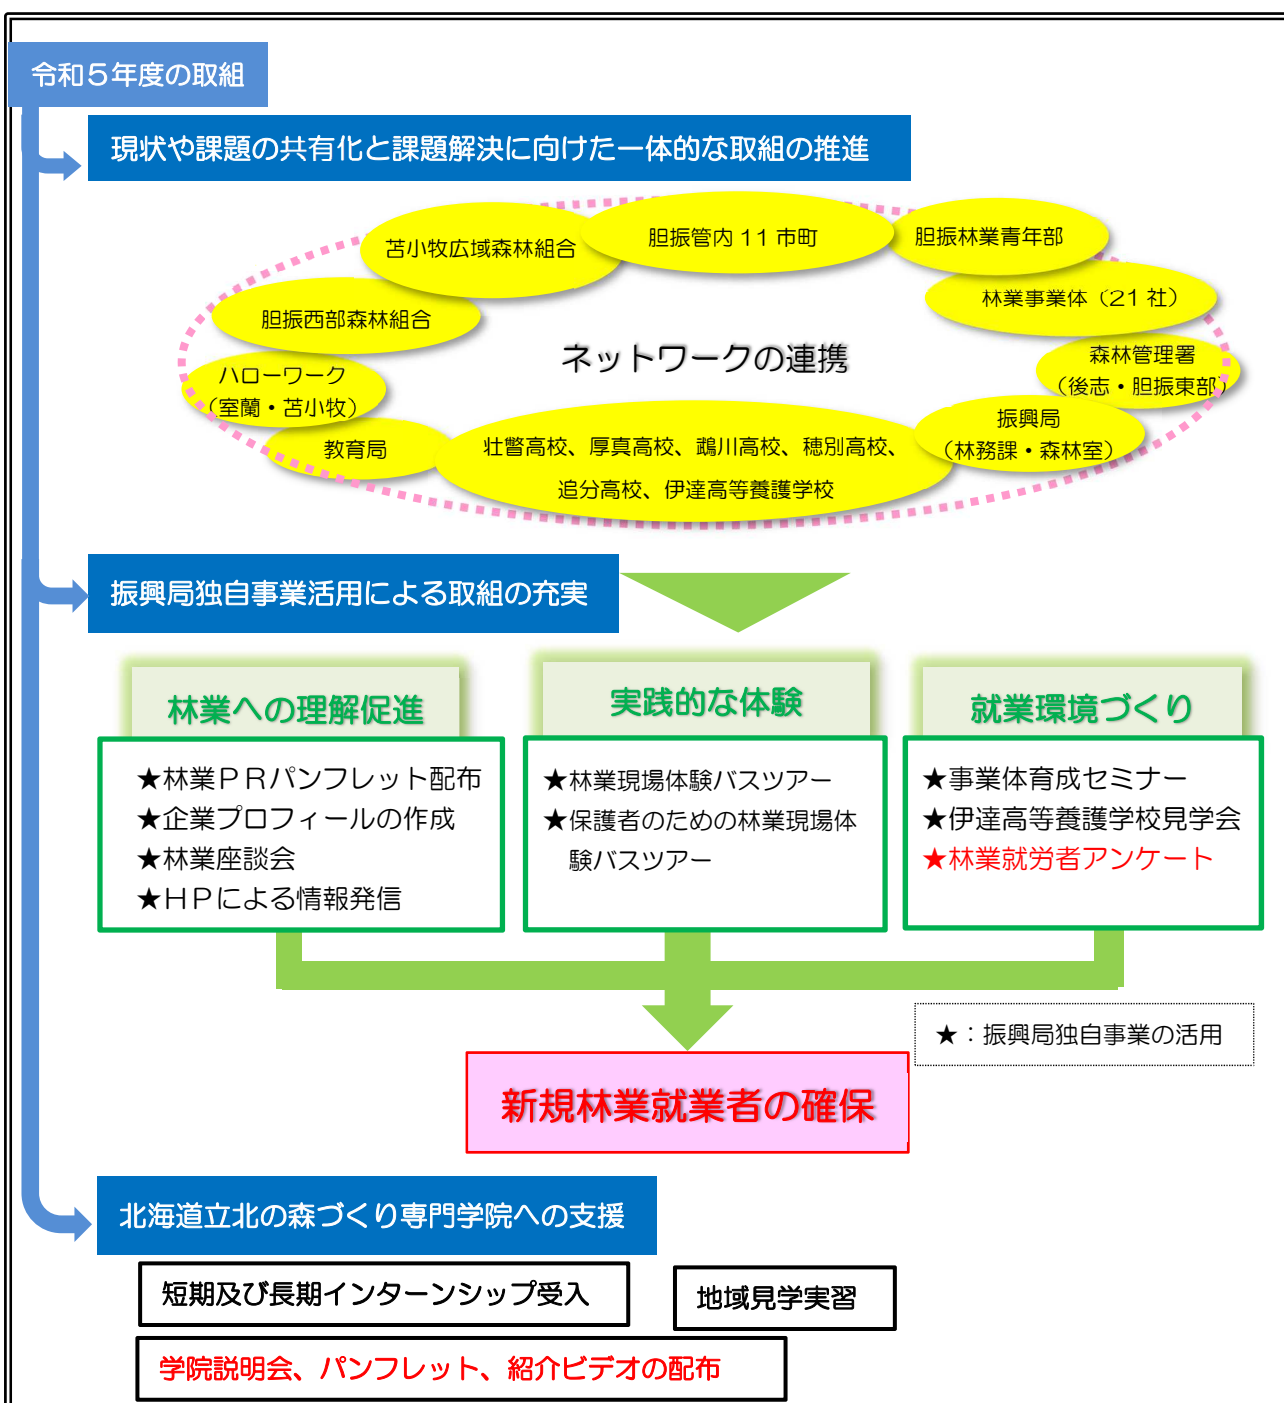 令和５年度の取組
現状や課題の共有化と課題解決に向けた一体的な取組の推進
苫小牧広域森林組合
胆振管内 11 市町
胆振林業青年部
林業事業体（21 社）
胆振西部森林組合
ネットワークの連携
森林管理署
（後志・胆振東部）
ハローワーク
（室蘭・苫小牧）
振興局
（林務課・森林室）
教育局
壮瞥高校、厚真高校、鵡川高校、穂別高校、
追分高校、伊達高等養護学校
振興局独自事業活用による取組の充実
林業への理解促進
★林業ＰＲパンフレット配布
★企業プロフィールの作成
★林業座談会
★ＨＰによる情報発信
実践的な体験
★林業現場体験バスツアー
★保護者のための林業現場体
験バスツアー
就業環境づくり
★事業体育成セミナー
★伊達高等養護学校見学会
★林業就労者アンケート
★：振興局独自事業の活用
新規林業就業者の確保
北海道立北の森づくり専門学院への支援
短期及び長期インターンシップ受入
地域見学実習
学院説明会、パンフレット、紹介ビデオの配布